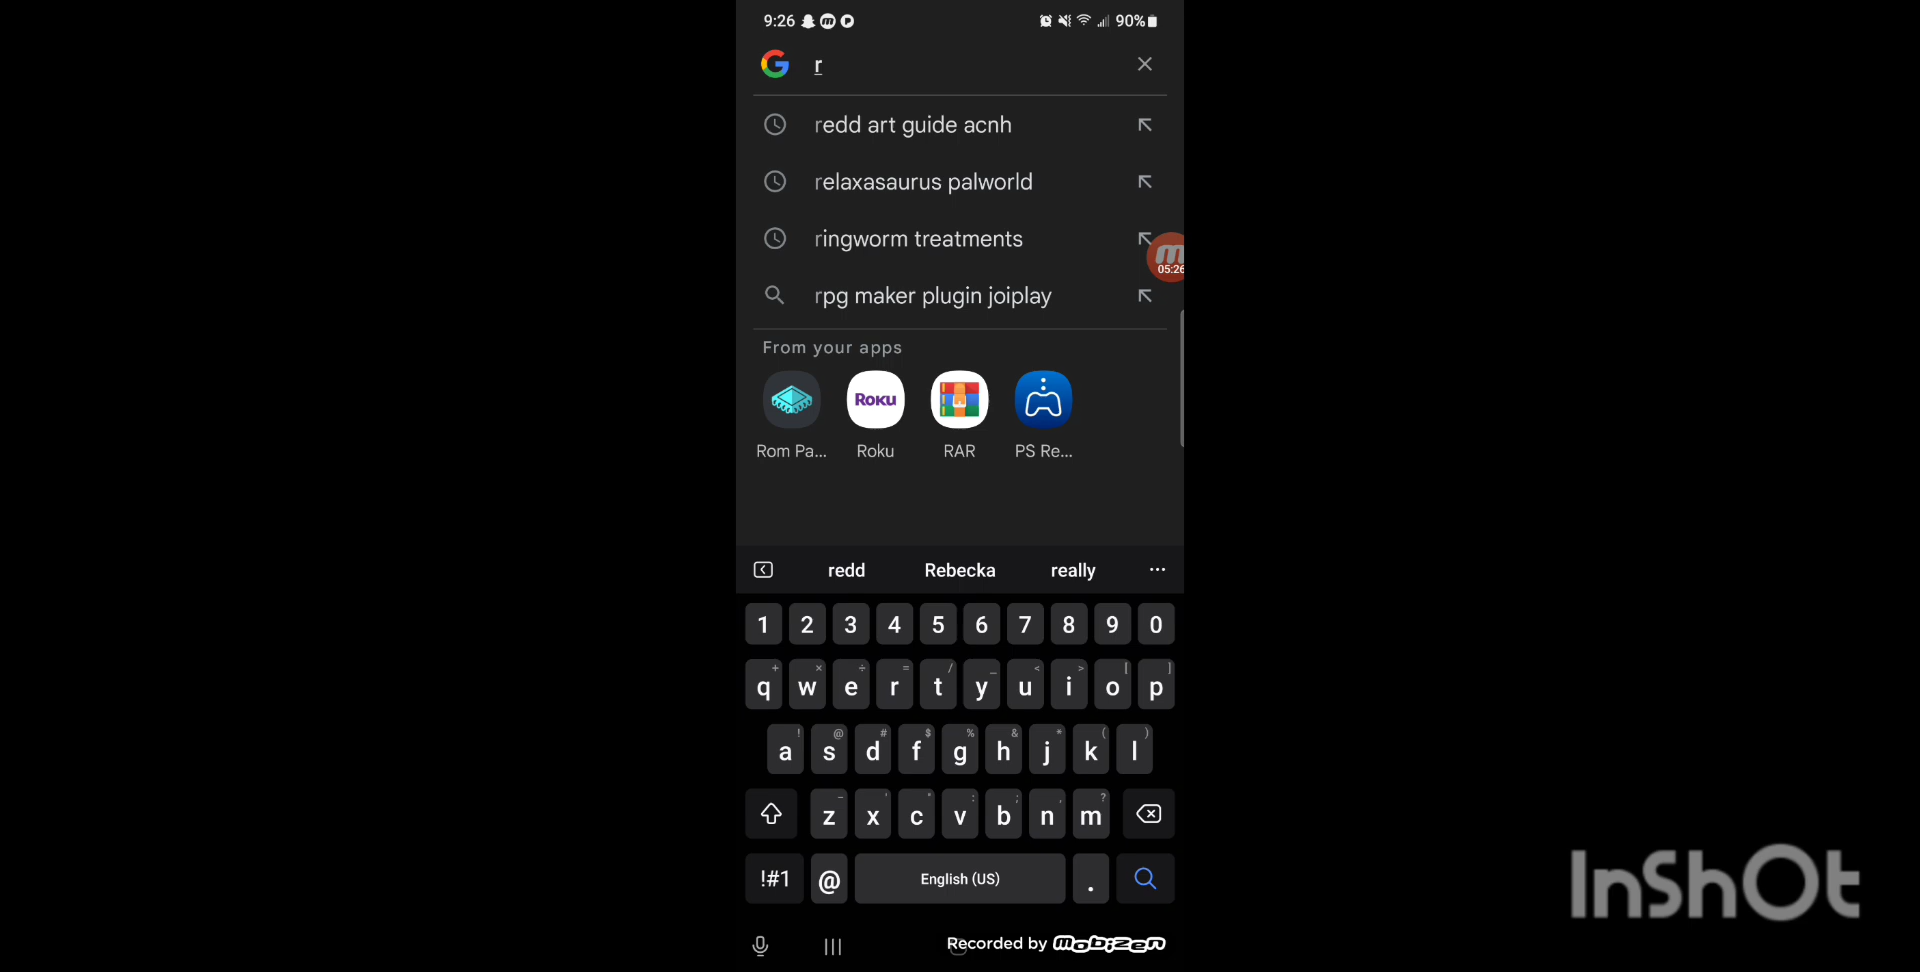 9:26 90%
r
redd art guide acnh
relaxasaurus palworld
ringworm treatments
05:26
rpg maker plugin joiplay
From your apps
Roku
Rom Pa... Roku RAR PS Re...
redd Rebecka really ...
1 2 3 4 5 6 7 8 9 0
+ × ÷ = / _ < > [ ]
q w e r t y u i o p
! @ # $ % & * ( )
a s d f g h j k l
- ' " : ; , ?
z x c v b n m
!#1 @ English (US) .
Recorded by mobizen
InShOt